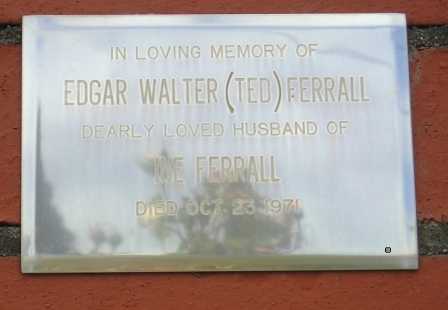 IN LOVING MEMORY OF
EDGAR WALTER (TED) FERRALL
DEARLY LOVED HUSBAND OF
FERRALL
DIED OCT. 23. 1971